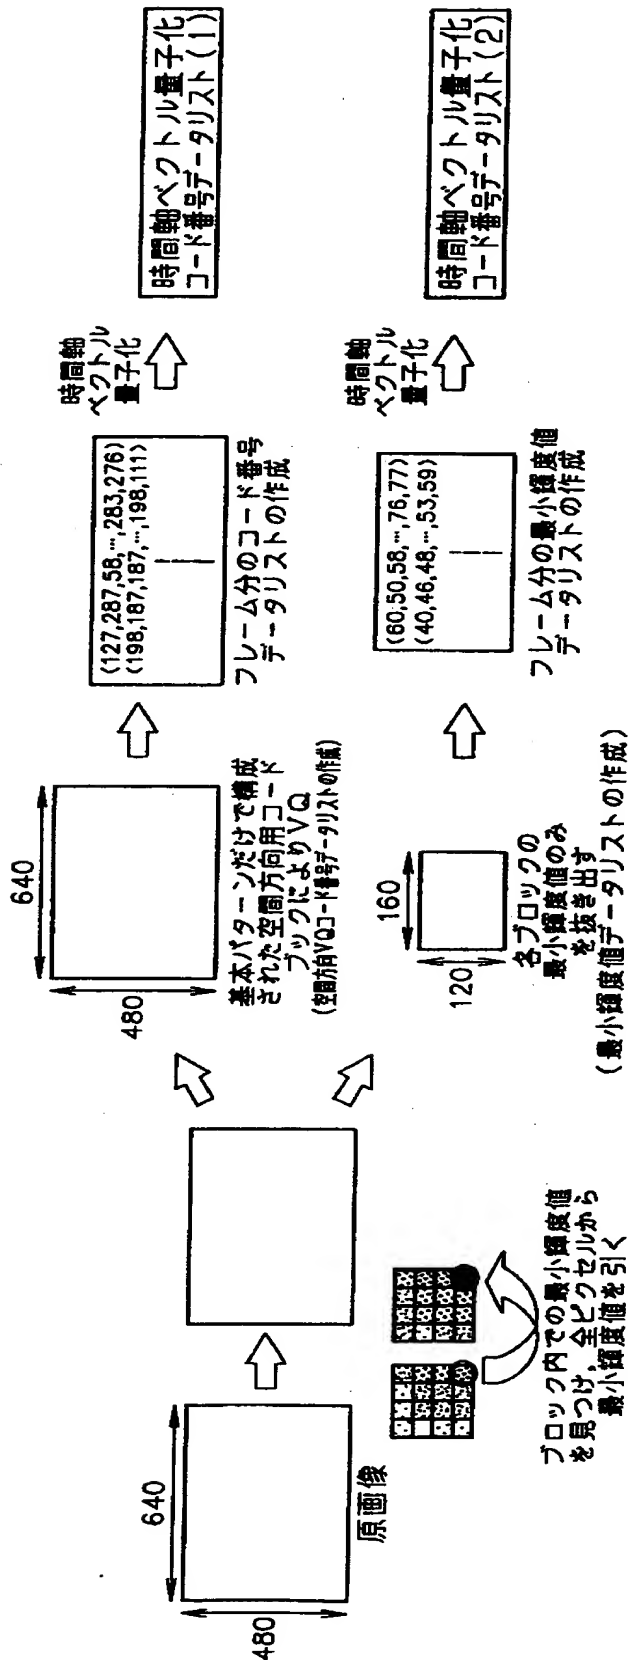 640
480
原画像
ブロック内での最小輝度値
を見つけ、全ピクセルから
最小輝度値を引く
640
480
基本パターンだけで構成
された空間方向用コード
ブックによりVQ
(空間方向VQコード番号データリストの作成)
(127,287,58,…,283,276)
(198,187,187,…,198,111)
フレーム分のコード番号
データリストの作成
時間軸
ベクトル
量子化
時間軸ベクトル量子化
コード番号データリスト(1)
160
120
各ブロックの
最小輝度値のみ
を抜き出す
(最小輝度値データリストの作成)
(60,50,58,…,76,77)
(40,46,48,…,53,59)
フレーム分の最小輝度値
データリストの作成
時間軸
ベクトル
量子化
時間軸ベクトル量子化
コード番号データリスト(2)